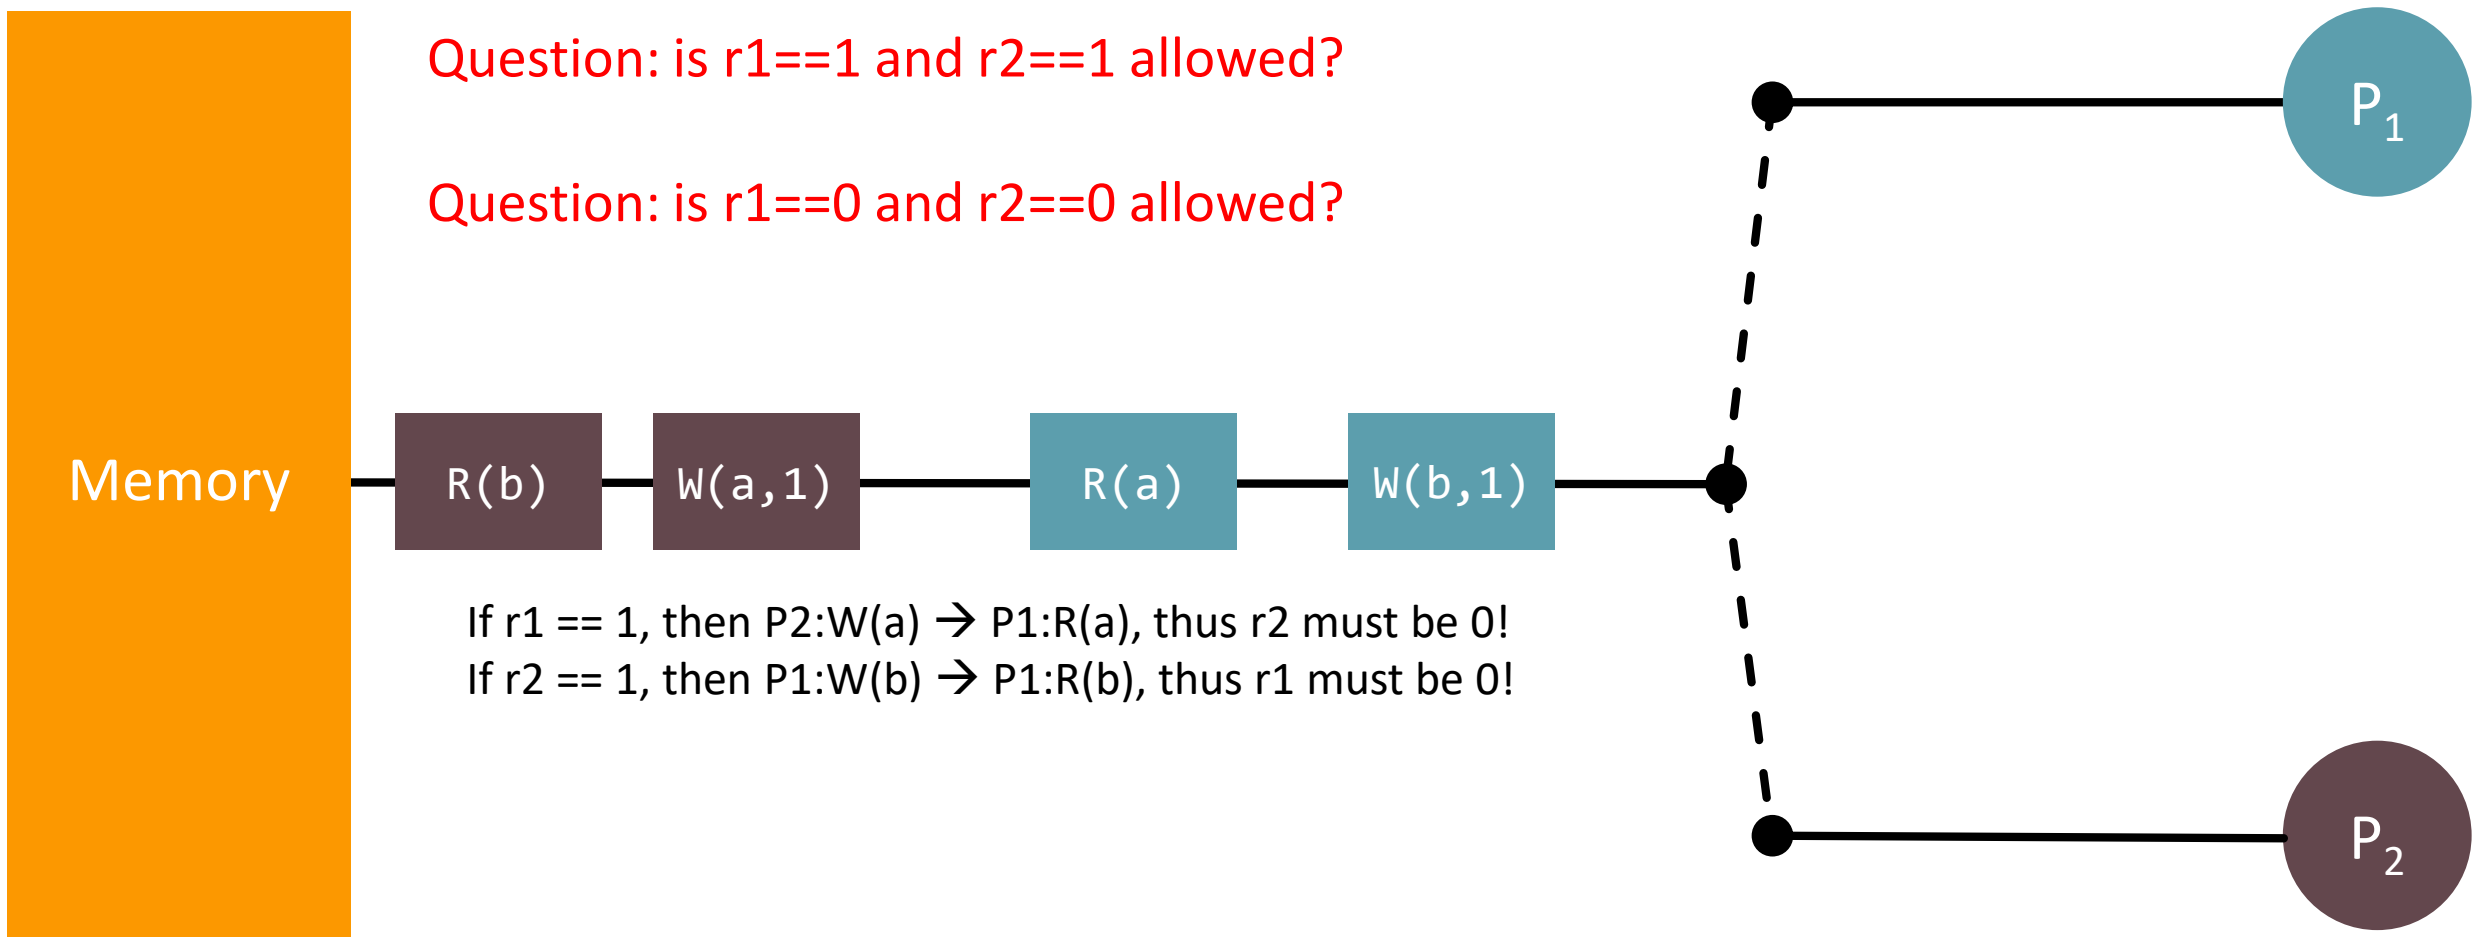 Question: is r1==1 and r2==1 allowed?
Question: is r1==0 and r2==0 allowed?
P1
Memory
R(b)
W(a,1)
R(a)
W(b,1)
If r1 == 1, then P2:W(a) → P1:R(a), thus r2 must be 0!
If r2 == 1, then P1:W(b) → P1:R(b), thus r1 must be 0!
P2